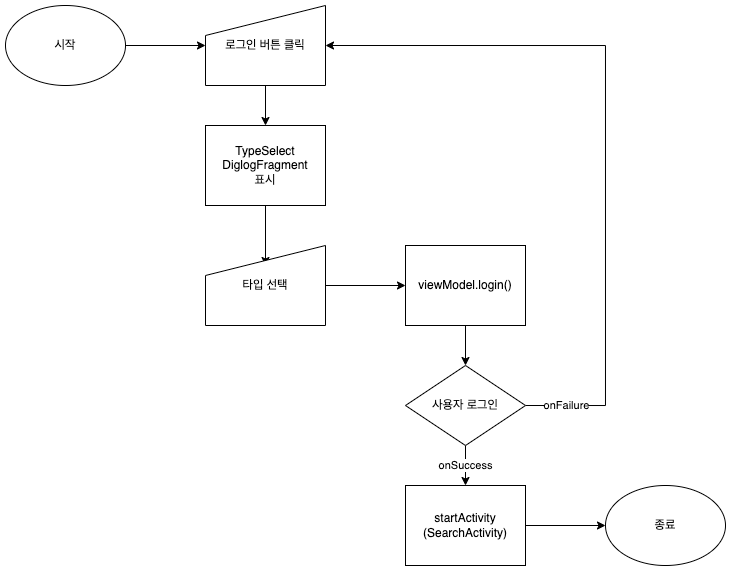 시작
로그인 버튼 클릭
TypeSelect
DiglogFragment
표시
타입 선택
viewModel.login()
사용자 로그인
onFailure
onSuccess
startActivity
(SearchActivity)
종료